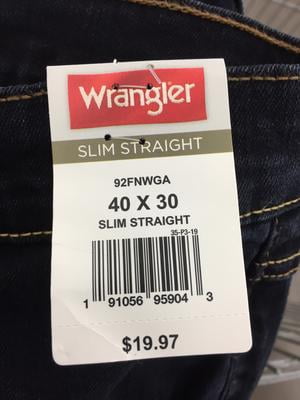 Wrangler
SLIM STRAIGHT
92FNWGA
40 X 30
SLIM STRAIGHT
35-P3-19
1 91056 95904 3
$19.97